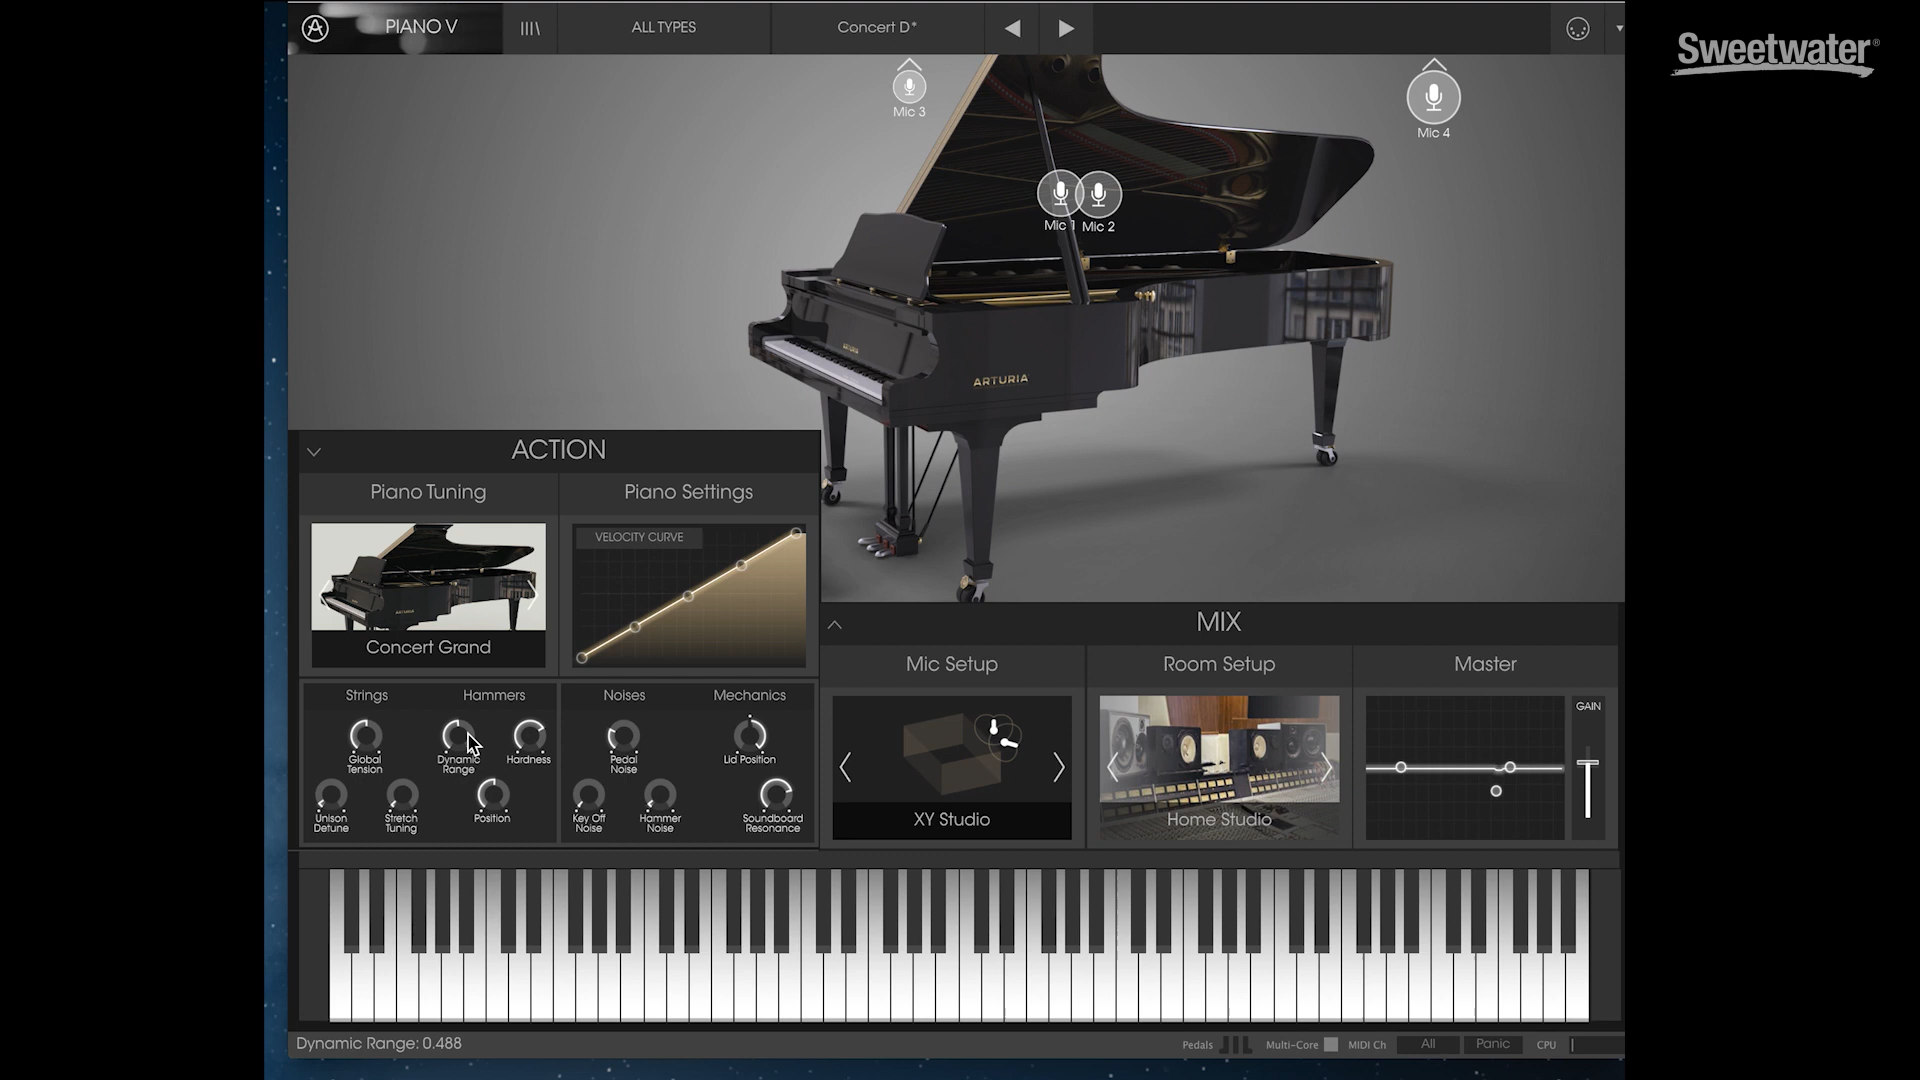 PIANO V
ALL TYPES
Concert D*
Sweetwater®
Mic 3
Mic 4
Mic 1
Mic 2
ARTURIA
ACTION
Piano Tuning
Piano Settings
VELOCITY CURVE
ARTURIA
Concert Grand
MIX
Mic Setup
Room Setup
Master
GAIN
XY Studio
Home Studio
Strings
Hammers
Noises
Mechanics
Global Tension
Dynamic Range
Hardness
Pedal Noise
Lid Position
Unison Detune
Stretch Tuning
Position
Key Off Noise
Hammer Noise
Soundboard Resonance
Dynamic Range: 0.488
Pedals
Multi-Core
MIDI Ch
All
Panic
CPU